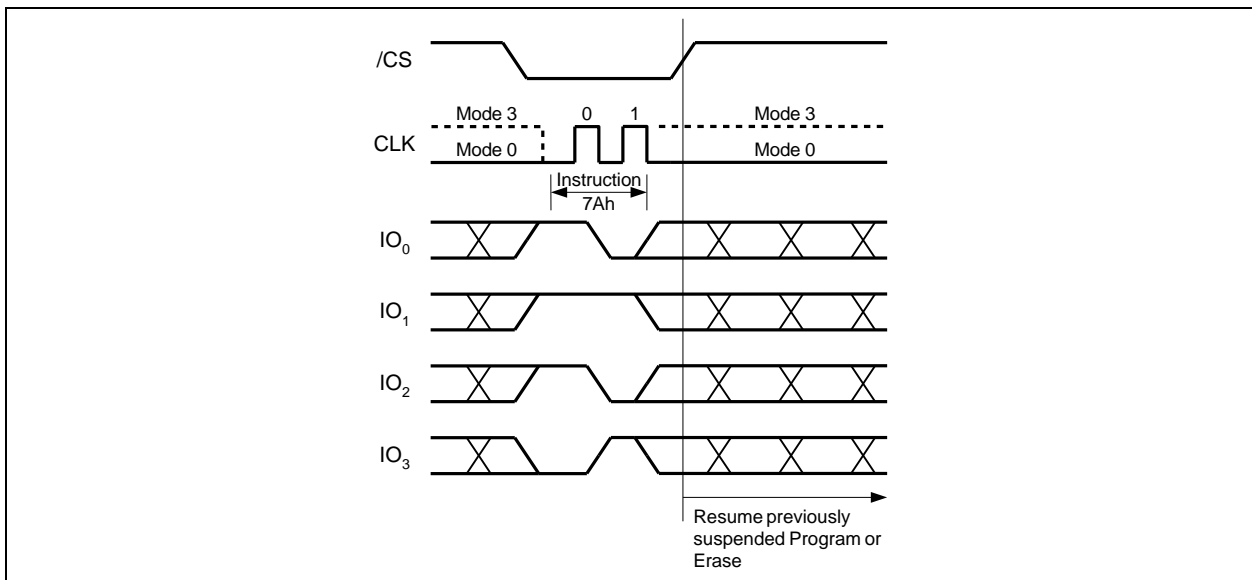 /CS
Mode 3
0
1
Mode 3
CLK
Mode 0
Mode 0
Instruction
7Ah
IO0
IO1
IO2
IO3
Resume previously
suspended Program or
Erase